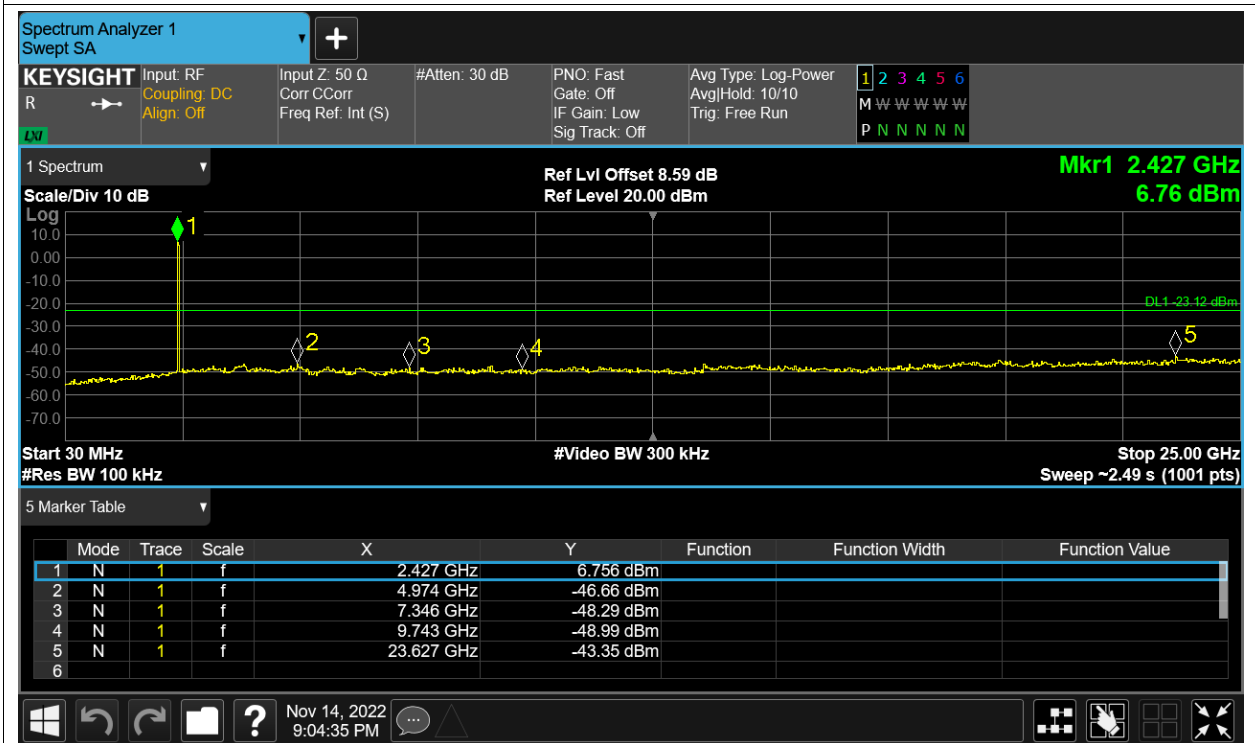 Spectrum Analyzer 1
Swept SA
KEYSIGHT Input: RF Input Z: 50 Ω #Atten: 30 dB PNO: Fast Avg Type: Log-Power 1 2 3 4 5 6
R Coupling: DC Corr CCorr Gate: Off Avg|Hold: 10/10 M W W W W W
Align: Off Freq Ref: Int (S) IF Gain: Low Trig: Free Run
LXI Sig Track: Off P N N N N N
1 Spectrum Ref Lvl Offset 8.59 dB Mkr1 2.427 GHz
Scale/Div 10 dB Ref Level 20.00 dBm 6.76 dBm
Log
1
10.0
0.00
-10.0
-20.0 DL1 -23.12 dBm
-30.0
2 3 4 5
-40.0
-50.0
-60.0
-70.0
Start 30 MHz #Video BW 300 kHz Stop 25.00 GHz
#Res BW 100 kHz Sweep ~2.49 s (1001 pts)
5 Marker Table
Mode Trace Scale X Y Function Function Width Function Value
1 N 1 f 2.427 GHz 6.756 dBm
2 N 1 f 4.974 GHz -46.66 dBm
3 N 1 f 7.346 GHz -48.29 dBm
4 N 1 f 9.743 GHz -48.99 dBm
5 N 1 f 23.627 GHz -43.35 dBm
6
? Nov 14, 2022
9:04:35 PM